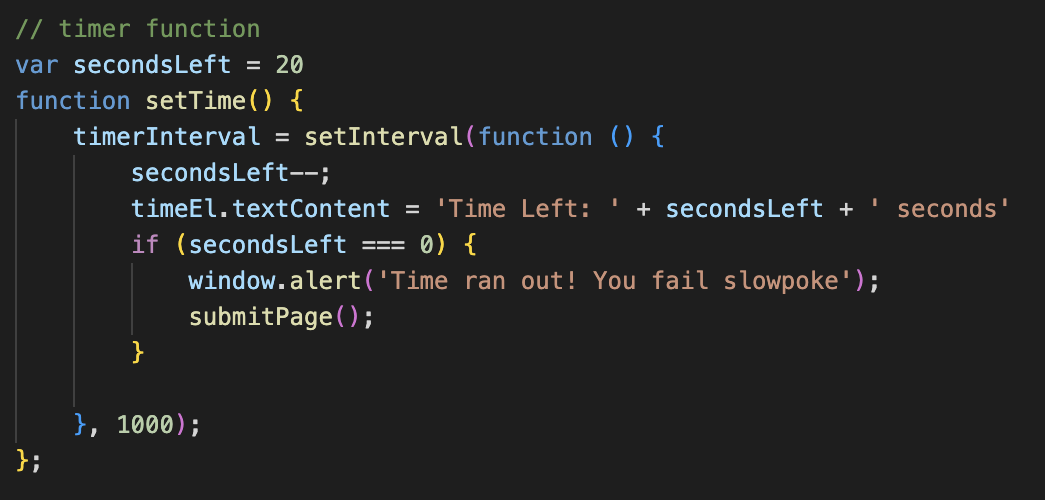 // timer function
var secondsLeft = 20
function setTime() {
    timerInterval = setInterval(function () {
        secondsLeft--;
        timeEl.textContent = 'Time Left: ' + secondsLeft + ' seconds'
        if (secondsLeft === 0) {
            window.alert('Time ran out! You fail slowpoke');
            submitPage();
        }

    }, 1000);
};